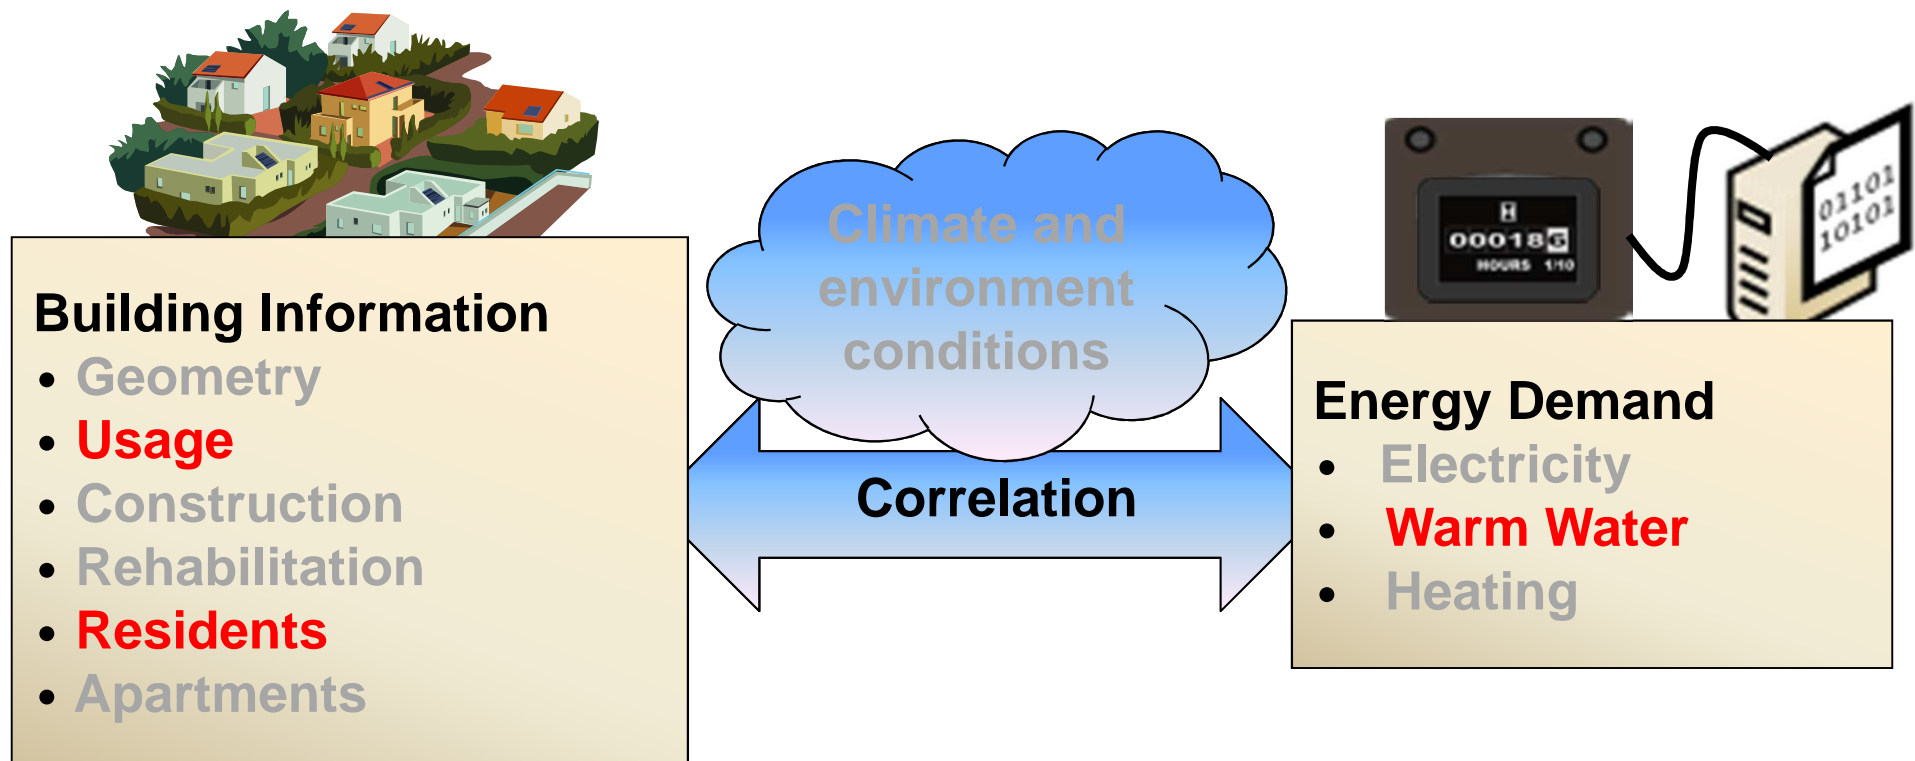 Building Information
• Geometry
• Usage
• Construction
• Rehabilitation
• Residents
• Apartments
Climate and
environment
conditions
Correlation
H
000186
HOURS 1/10
01101
10101
Energy Demand
• Electricity
• Warm Water
• Heating